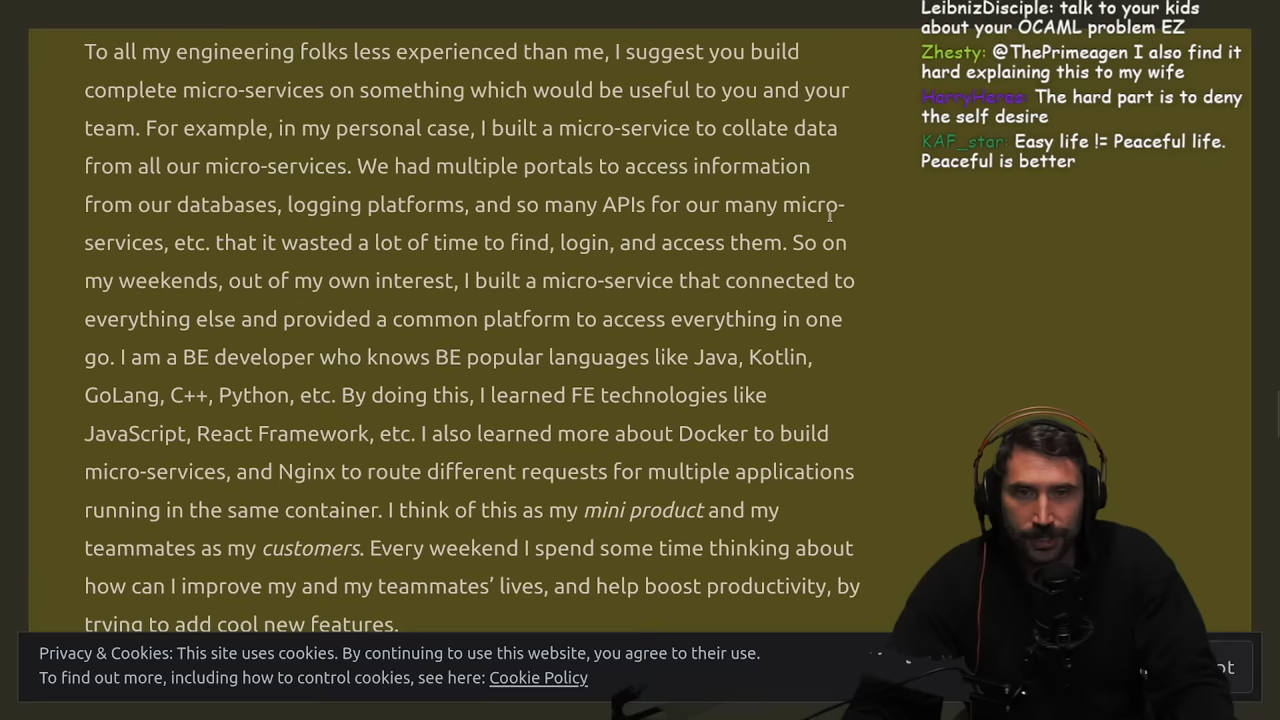 To all my engineering folks less experienced than me, I suggest you build
complete micro-services on something which would be useful to you and your
team. For example, in my personal case, I built a micro-service to collate data
from all our micro-services. We had multiple portals to access information
from our databases, logging platforms, and so many APIs for our many micro-
services, etc. that it wasted a lot of time to find, login, and access them. So on
my weekends, out of my own interest, I built a micro-service that connected to
everything else and provided a common platform to access everything in one
go. I am a BE developer who knows BE popular languages like Java, Kotlin,
GoLang, C++, Python, etc. By doing this, I learned FE technologies like
JavaScript, React Framework, etc. I also learned more about Docker to build
micro-services, and Nginx to route different requests for multiple applications
running in the same container. I think of this as my mini product and my
teammates as my customers. Every weekend I spend some time thinking about
how can I improve my and my teammates’ lives, and help boost productivity, by
trying to add cool new features.
LeibnizDisciple: talk to your kids
about your OCAML problem EZ
Zhesty: @ThePrimeagen I also find it
hard explaining this to my wife
The hard part is to deny
the self desire
KAF_star: Easy life != Peaceful life.
Peaceful is better
Privacy & Cookies: This site uses cookies. By continuing to use this website, you agree to their use.
To find out more, including how to control cookies, see here: Cookie Policy